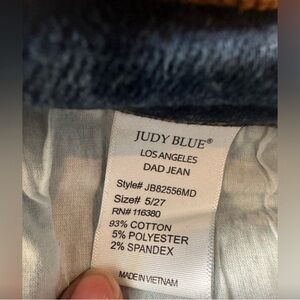 JUDY BLUE®
LOS ANGELES
DAD JEAN
Style# JB82556MD
Size# 5/27
RN# 116380
93% COTTON
5% POLYESTER
2% SPANDEX
MADE IN VIETNAM